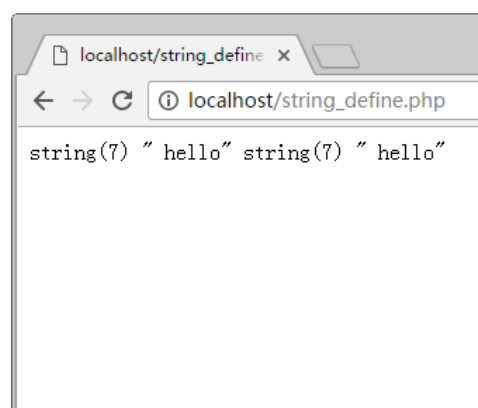 localhost/string_define
localhost/string_define.php
string(7) " hello" string(7) " hello"